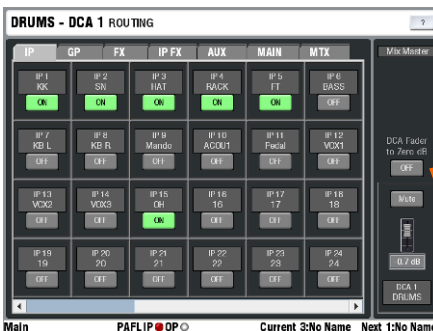 DRUMS - DCA 1 ROUTING ?
IP GP FX IP FX AUX MAIN MTX Mix Master
IP 1 IP 2 IP 3 IP 4 IP 5 IP 6
KK SN HAT RACK FT BASS
ON ON ON ON ON OFF
IP 7 IP 8 IP 9 IP 10 IP 11 IP 12
KB L KB R Mando ACOU1 Pedal VOX1
OFF OFF OFF OFF OFF OFF
DCA Fader
to Zero dB
OFF
IP 13 IP 14 IP 15 IP 16 IP 17 IP 18
VOX2 VOX3 OH 16 17 18
OFF OFF ON OFF OFF OFF
Mute
IP 19 IP 20 IP 21 IP 22 IP 23 IP 24
19 20 21 22 23 24
OFF OFF OFF OFF OFF OFF
0.7 dB
DCA 1
DRUMS
Main PAFL IP OP Current 3:No Name Next 1:No Nam